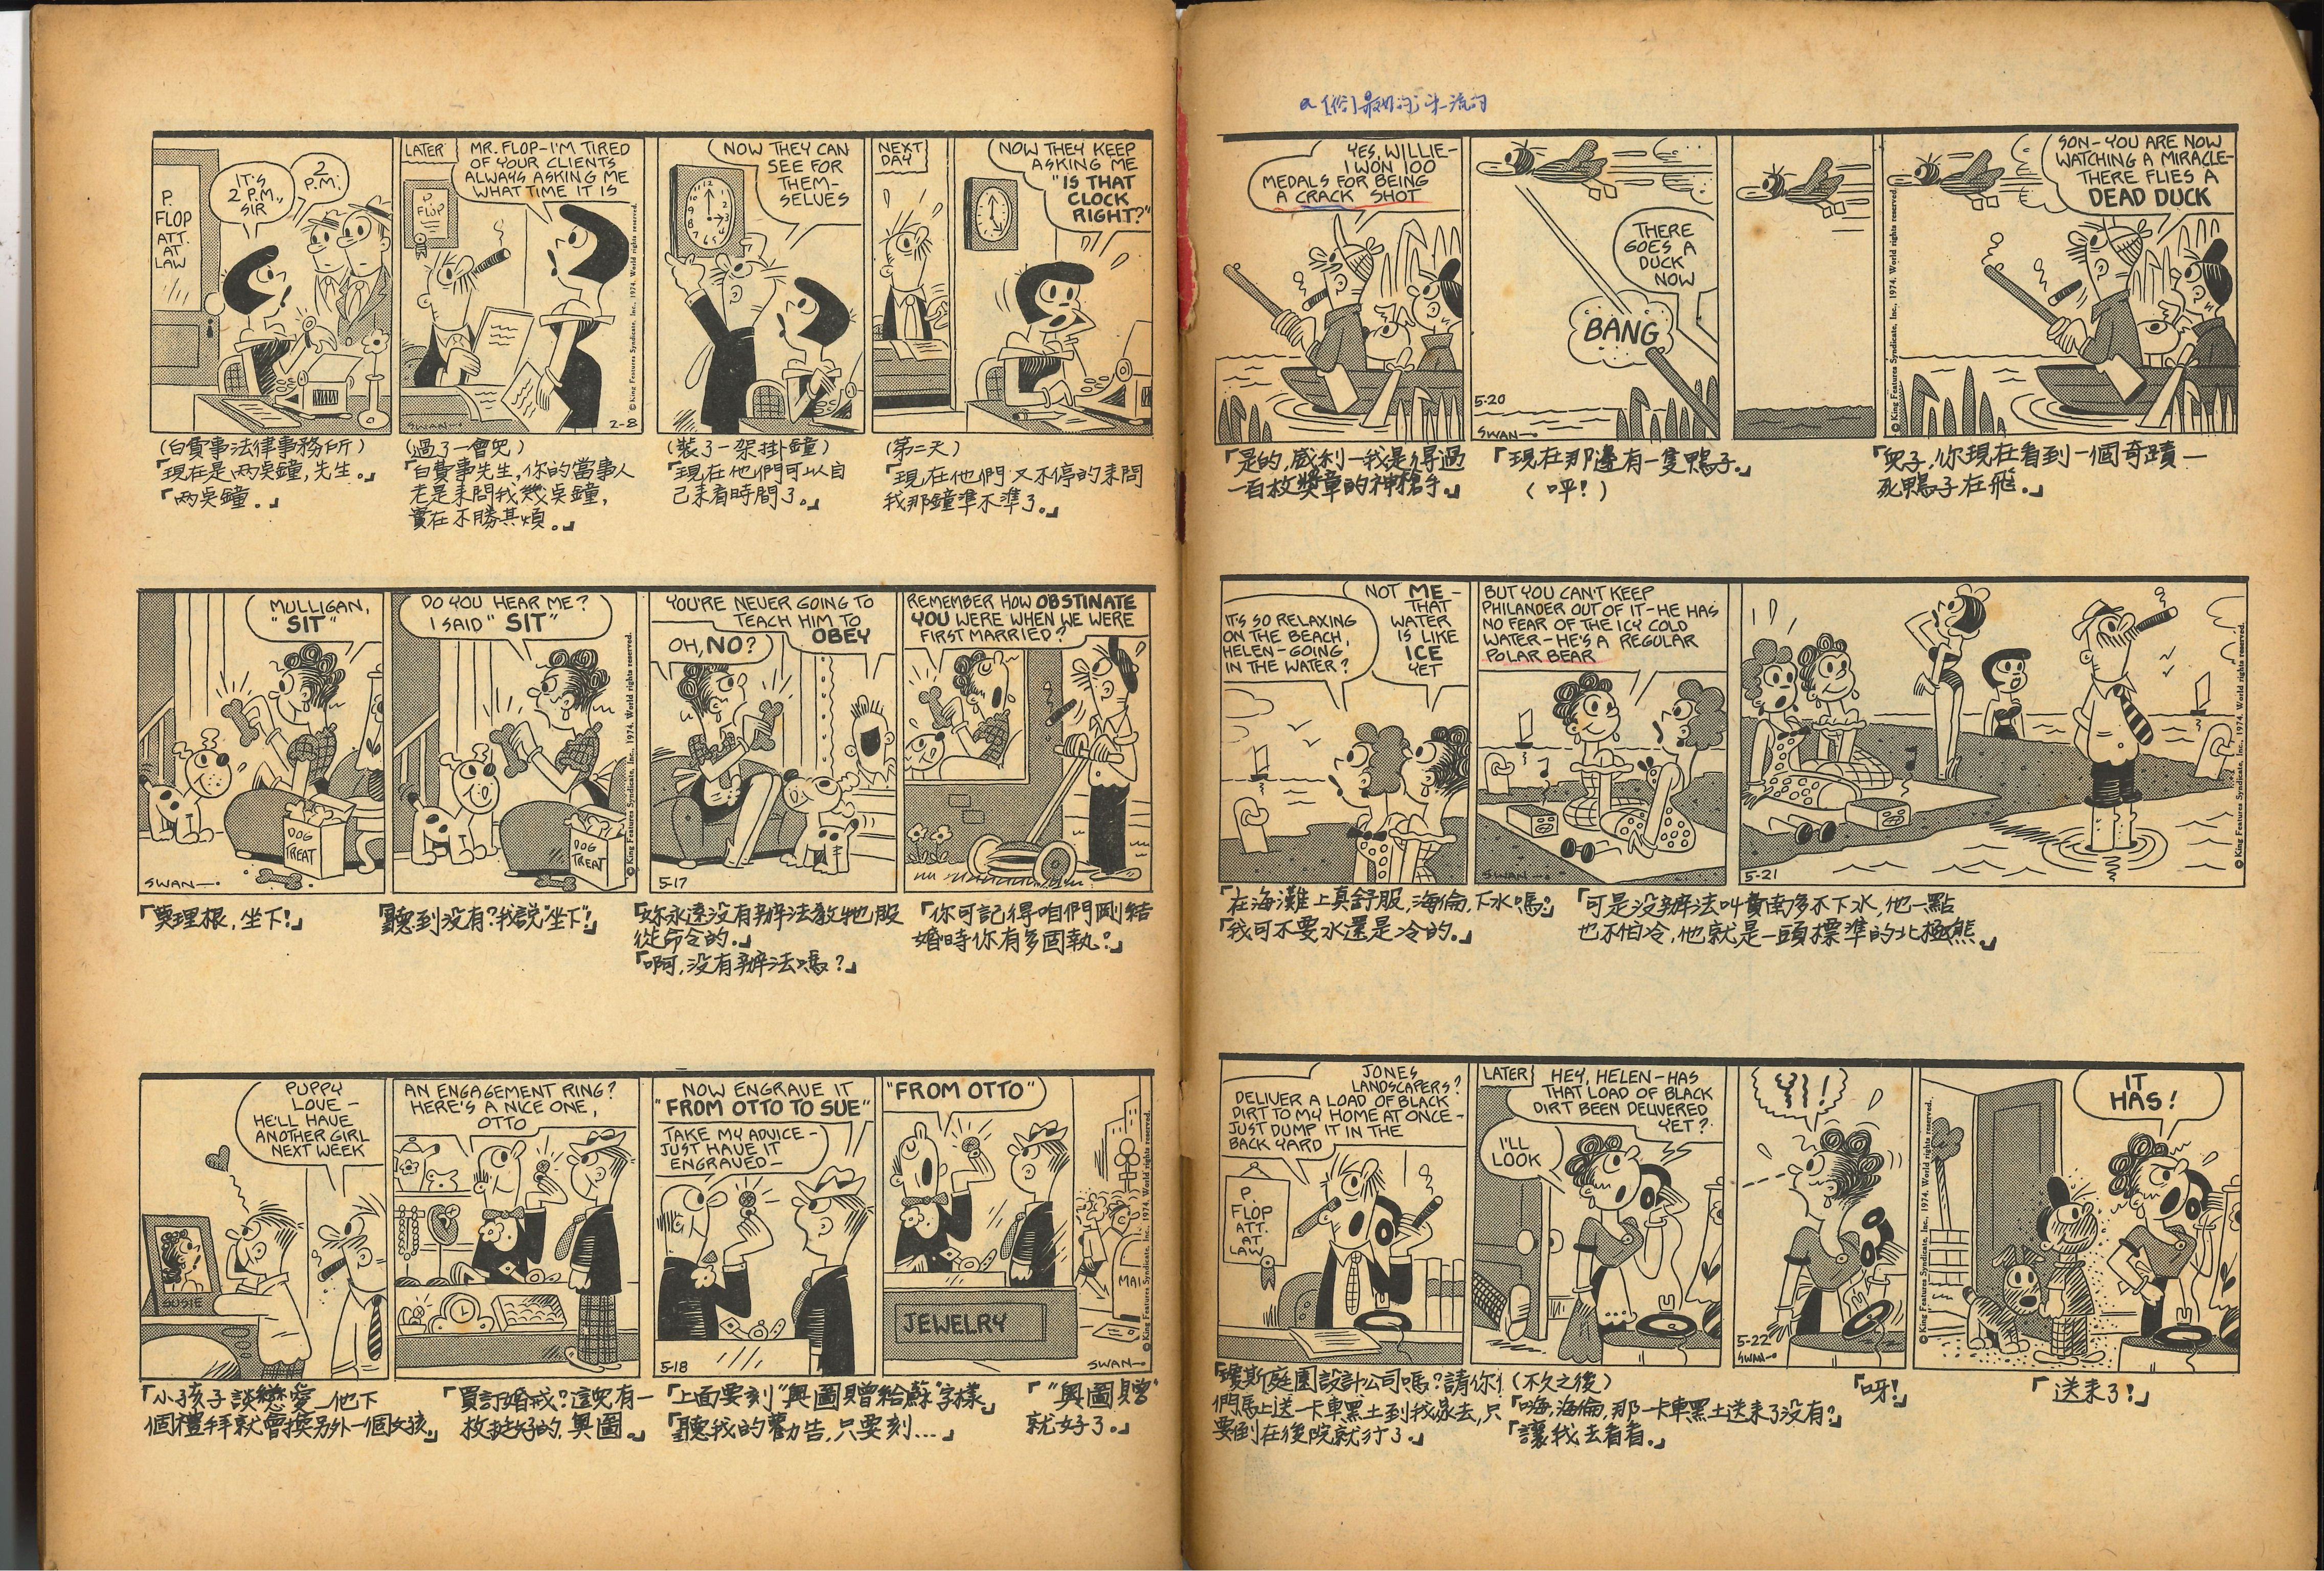 P.
FLOP
ATT.
AT
LAW
IT'S
2 P.M.,
SIR
2
P.M.
LATER
MR. FLOP-I'M TIRED
OF YOUR CLIENTS
ALWAYS ASKING ME
WHAT TIME IT IS
P.
FLOP
SWAN
2-8
© King Features Syndicate, Inc., 1974. World rights reserved.
NOW THEY CAN
SEE FOR
THEM-
SELVES
NEXT
DAY
NOW THEY KEEP
ASKING ME
"IS THAT
CLOCK
RIGHT?"
(白費事法律事務所)
「現在是两点鐘,先生。」
「两点鐘。」
(過了一會兒)
「白費事先生,你的當事人
老是来問我幾点鐘,
實在不勝其煩。」
(裝了一架掛鐘)
「現在他們可以自
己来看時間了。」
(第二天)
「現在他們又不停的来問
我那鐘準不準了。」
MULLIGAN,
"SIT"
DO YOU HEAR ME?
I SAID "SIT"
YOU'RE NEVER GOING TO
TEACH HIM TO
OBEY
OH, NO?
REMEMBER HOW OBSTINATE
YOU WERE WHEN WE WERE
FIRST MARRIED?
DOG
TREAT
DOG
TREAT
SWAN
5-17
© King Features Syndicate, Inc., 1974. World rights reserved.
「莫理根,坐下!」
「聽到没有?我説"坐下"!」
「妳永遠没有辦法教牠服
從命令的。」
「啊,没有辦法嗎?」
「你可記得咱們剛結
婚時你有多固執?」
PUPPY
LOVE -
HE'LL HAVE
ANOTHER GIRL
NEXT WEEK
SUSIE
AN ENGAGEMENT RING?
HERE'S A NICE ONE,
OTTO
NOW ENGRAVE IT
"FROM OTTO TO SUE"
TAKE MY ADVICE -
JUST HAVE IT
ENGRAVED -
"FROM OTTO"
JEWELRY
MAI
5-18
SWAN
© King Features Syndicate, Inc., 1974. World rights reserved.
「小孩子談戀愛—他下
個禮拜就會換另外一個女孩。」
「買訂婚戒?這兒有一
枚挺好的,奥圖。」
「上面要刻"奥圖贈給蘇"字樣。」
「聽我的勸告,只要刻…」
「"奥圖贈"
就好了。」
YES, WILLIE-
I WON 100
MEDALS FOR BEING
A CRACK SHOT
THERE
GOES A
DUCK
NOW
BANG
5-20
SWAN
SON-YOU ARE NOW
WATCHING A MIRACLE-
THERE FLIES A
DEAD DUCK
© King Features Syndicate, Inc., 1974. World rights reserved.
「是的,威利—我是得過
一百枚獎章的神槍手。」
「現在那邊有一隻鴨子。」
(呯!)
「兒子,你現在看到一個奇蹟—
死鴨子在飛。」
IT'S SO RELAXING
ON THE BEACH,
HELEN-GOING
IN THE WATER?
NOT ME -
THAT
WATER
IS LIKE
ICE
YET
BUT YOU CAN'T KEEP
PHILANDER OUT OF IT-HE HAS
NO FEAR OF THE ICY COLD
WATER-HE'S A REGULAR
POLAR BEAR
SWAN
5-21
© King Features Syndicate, Inc., 1974. World rights reserved.
「在海灘上真舒服,海倫,下水嗎?」
「我可不要水還是冷的。」
「可是没辦法叫費南多不下水,他一點
也不怕冷,他就是一頭標準的北極熊。」
JONES
LANDSCAPERS?
DELIVER A LOAD OF BLACK
DIRT TO MY HOME AT ONCE-
JUST DUMP IT IN THE
BACK YARD
P.
FLOP
ATT.
AT
LAW
LATER
HEY, HELEN-HAS
THAT LOAD OF BLACK
DIRT BEEN DELIVERED
YET?
I'LL
LOOK
YI!
5-22
SWAN
IT
HAS!
© King Features Syndicate, Inc., 1974. World rights reserved.
「瓊斯庭園設計公司嗎?請你
們馬上送一卡車黑土到我家去,只
要倒在後院就行了。」
(不久之後)
「嗨,海倫,那一卡車黑土送来了没有?」
「讓我去看看。」
「呀!」
「送来了!」